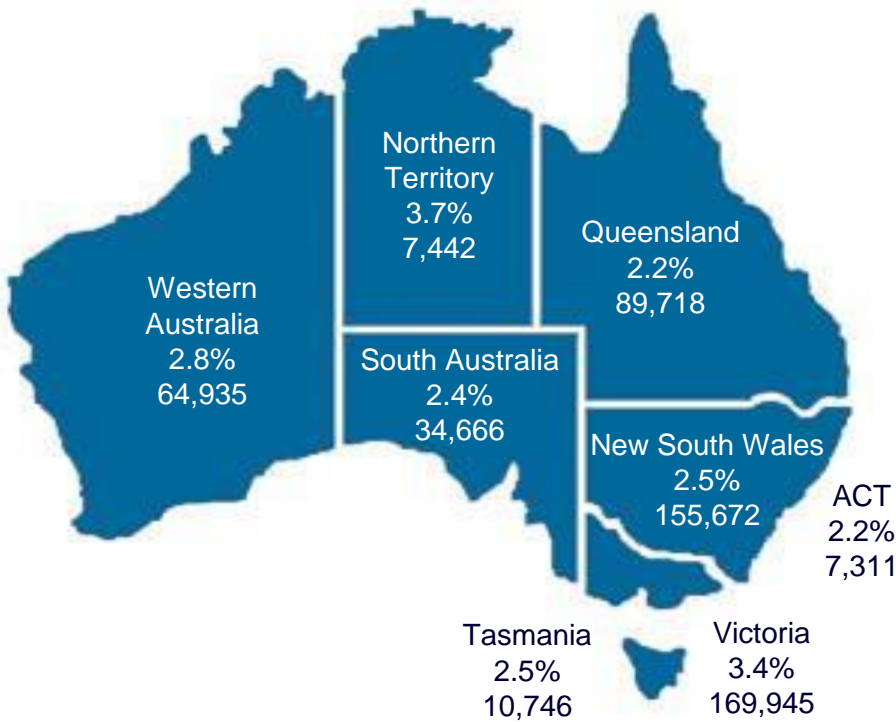 Northern
Territory
3.7%
7,442
Queensland
2.2%
89,718
Western
Australia
2.8%
64,935
South Australia
2.4%
34,666
New South Wales
2.5%
155,672
ACT
2.2%
7,311
Tasmania
2.5%
10,746
Victoria
3.4%
169,945